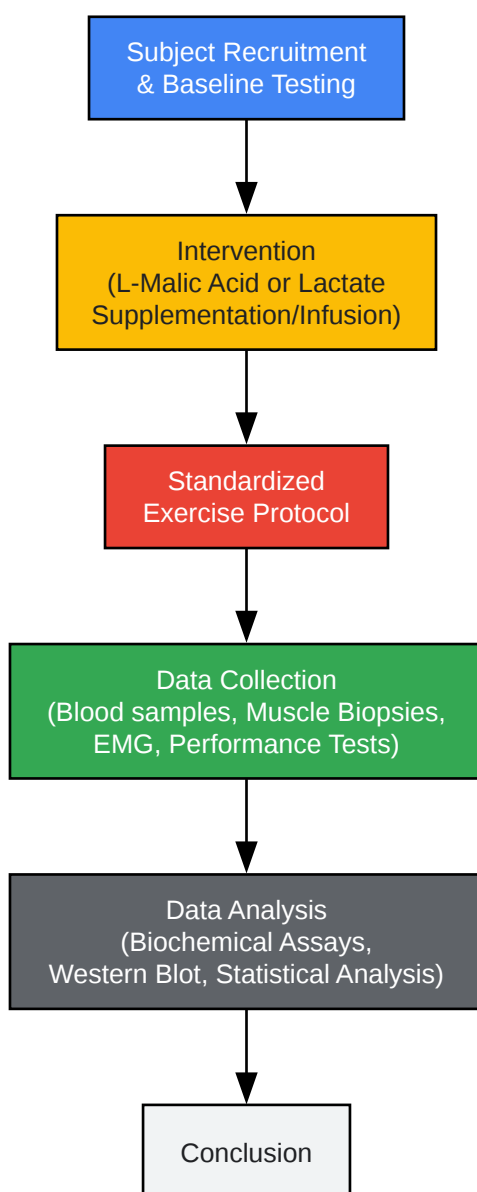 Subject Recruitment
& Baseline Testing
Intervention
(L-Malic Acid or Lactate
Supplementation/Infusion)
Standardized
Exercise Protocol
Data Collection
(Blood samples, Muscle Biopsies,
EMG, Performance Tests)
Data Analysis
(Biochemical Assays,
Western Blot, Statistical Analysis)
Conclusion